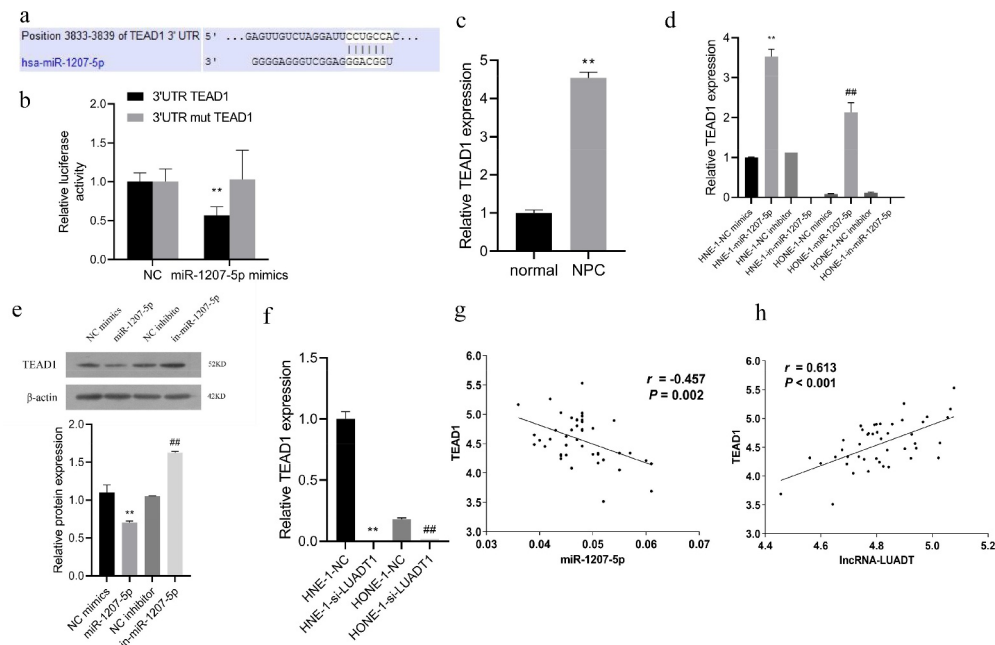 a
Position 3833-3839 of TEAD1 3' UTR 5' ...GAGUUGUCUAGGAUUCCUGCCAC...
hsa-miR-1207-5p 3' GGGGAGGGUCGGAGGGACGGU
b
3'UTR TEAD1
3'UTR mut TEAD1
Relative luciferase
activity
2.0
1.5
1.0
0.5
0.0
**
NC miR-1207-5p mimics
c
Relative TEAD1 expression
5
4
3
2
1
0
**
normal NPC
d
Relative TEAD1 expression
4
3
2
1
0
**
##
HNE-1-NC mimics
HNE-1-miR-1207-5p
HNE-1-NC inhibitor
HNE-1-in-miR-1207-5p
HONE-1-NC mimics
HONE-1-miR-1207-5p
HONE-1-NC inhibitor
HONE-1-in-miR-1207-5p
e
NC mimics
miR-1207-5p
NC inhibito
in-miR-1207-5p
TEAD1 52KD
β-actin 42KD
Relative protein expression
2.0
1.5
1.0
0.5
0.0
**
##
NC mimics
miR-1207-5p
NC inhibitor
in-miR-1207-5p
f
Relative TEAD1 expression
1.5
1.0
0.5
0.0
**
##
HNE-1-NC
HNE-1-si-LUADT1
HONE-1-NC
HONE-1-si-LUADT1
g
r = -0.457
P = 0.002
TEAD1
6.0
5.5
5.0
4.5
4.0
3.5
3.0
0.03 0.04 0.05 0.06 0.07
miR-1207-5p
h
r = 0.613
P < 0.001
TEAD1
6.0
5.5
5.0
4.5
4.0
3.5
3.0
4.4 4.6 4.8 5.0 5.2
lncRNA-LUADT